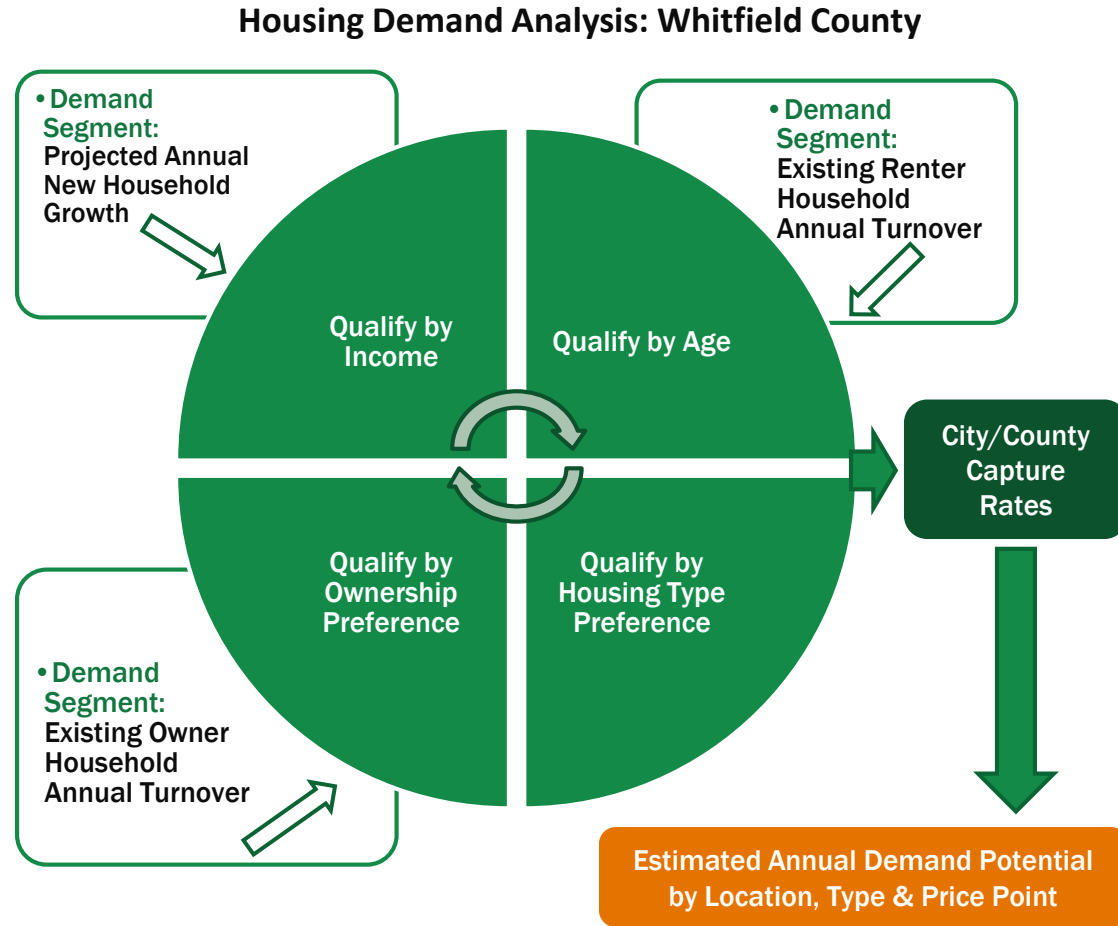 Housing Demand Analysis: Whitfield County
• Demand
Segment:
Projected Annual
New Household
Growth
• Demand
Segment:
Existing Renter
Household
Annual Turnover
Qualify by
Income
Qualify by Age
City/County
Capture
Rates
Qualify by
Ownership
Preference
Qualify by
Housing Type
Preference
• Demand
Segment:
Existing Owner
Household
Annual Turnover
Estimated Annual Demand Potential
by Location, Type & Price Point